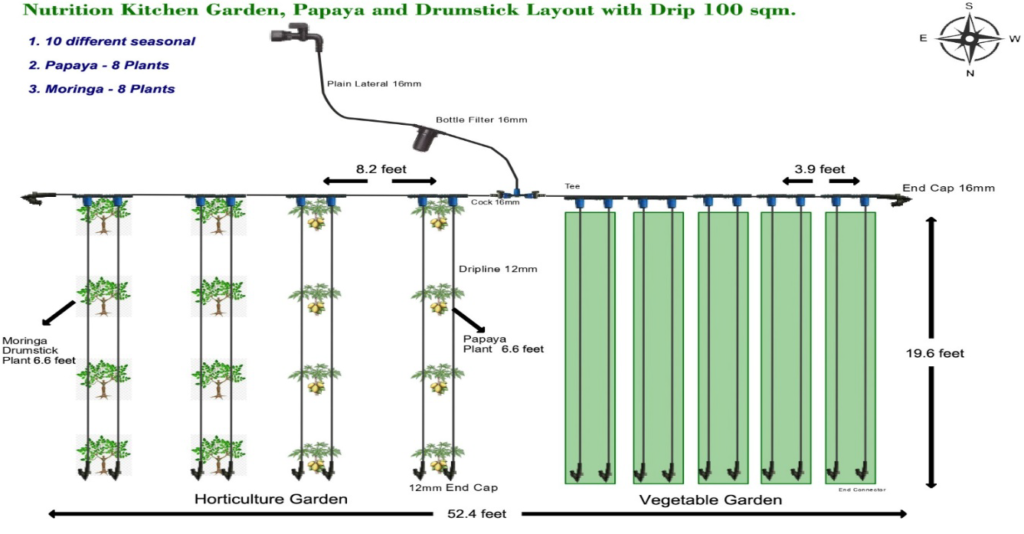 Nutrition Kitchen Garden, Papaya and Drumstick Layout with Drip 100 sqm.
1. 10 different seasonal
2. Papaya - 8 Plants
3. Moringa - 8 Plants
S
E
W
N
Plain Lateral 16mm
Bottle Filter 16mm
8.2 feet
3.9 feet
Tee
End Cap 16mm
Cock 16mm
Dripline 12mm
Moringa
Drumstick
Plant 6.6 feet
Papaya
Plant 6.6 feet
19.6 feet
12mm End Cap
End Connector
Horticulture Garden
Vegetable Garden
52.4 feet